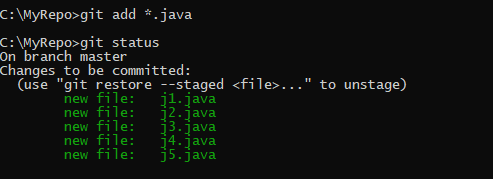 C:\MyRepo>git add *.java
C:\MyRepo>git status
On branch master
Changes to be committed:
  (use "git restore --staged <file>..." to unstage)
        new file:   j1.java
        new file:   j2.java
        new file:   j3.java
        new file:   j4.java
        new file:   j5.java